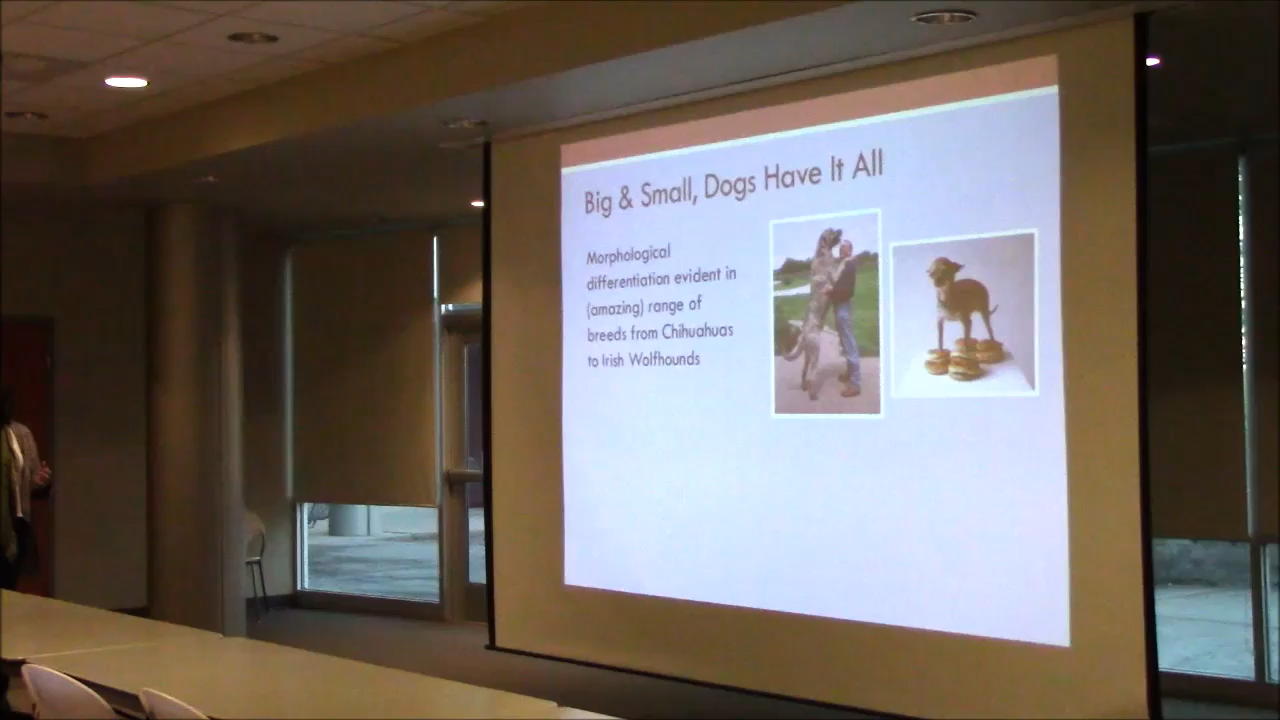 Big & Small, Dogs Have It All
Morphological
differentiation evident in
(amazing) range of
breeds from Chihuahuas
to Irish Wolfhounds